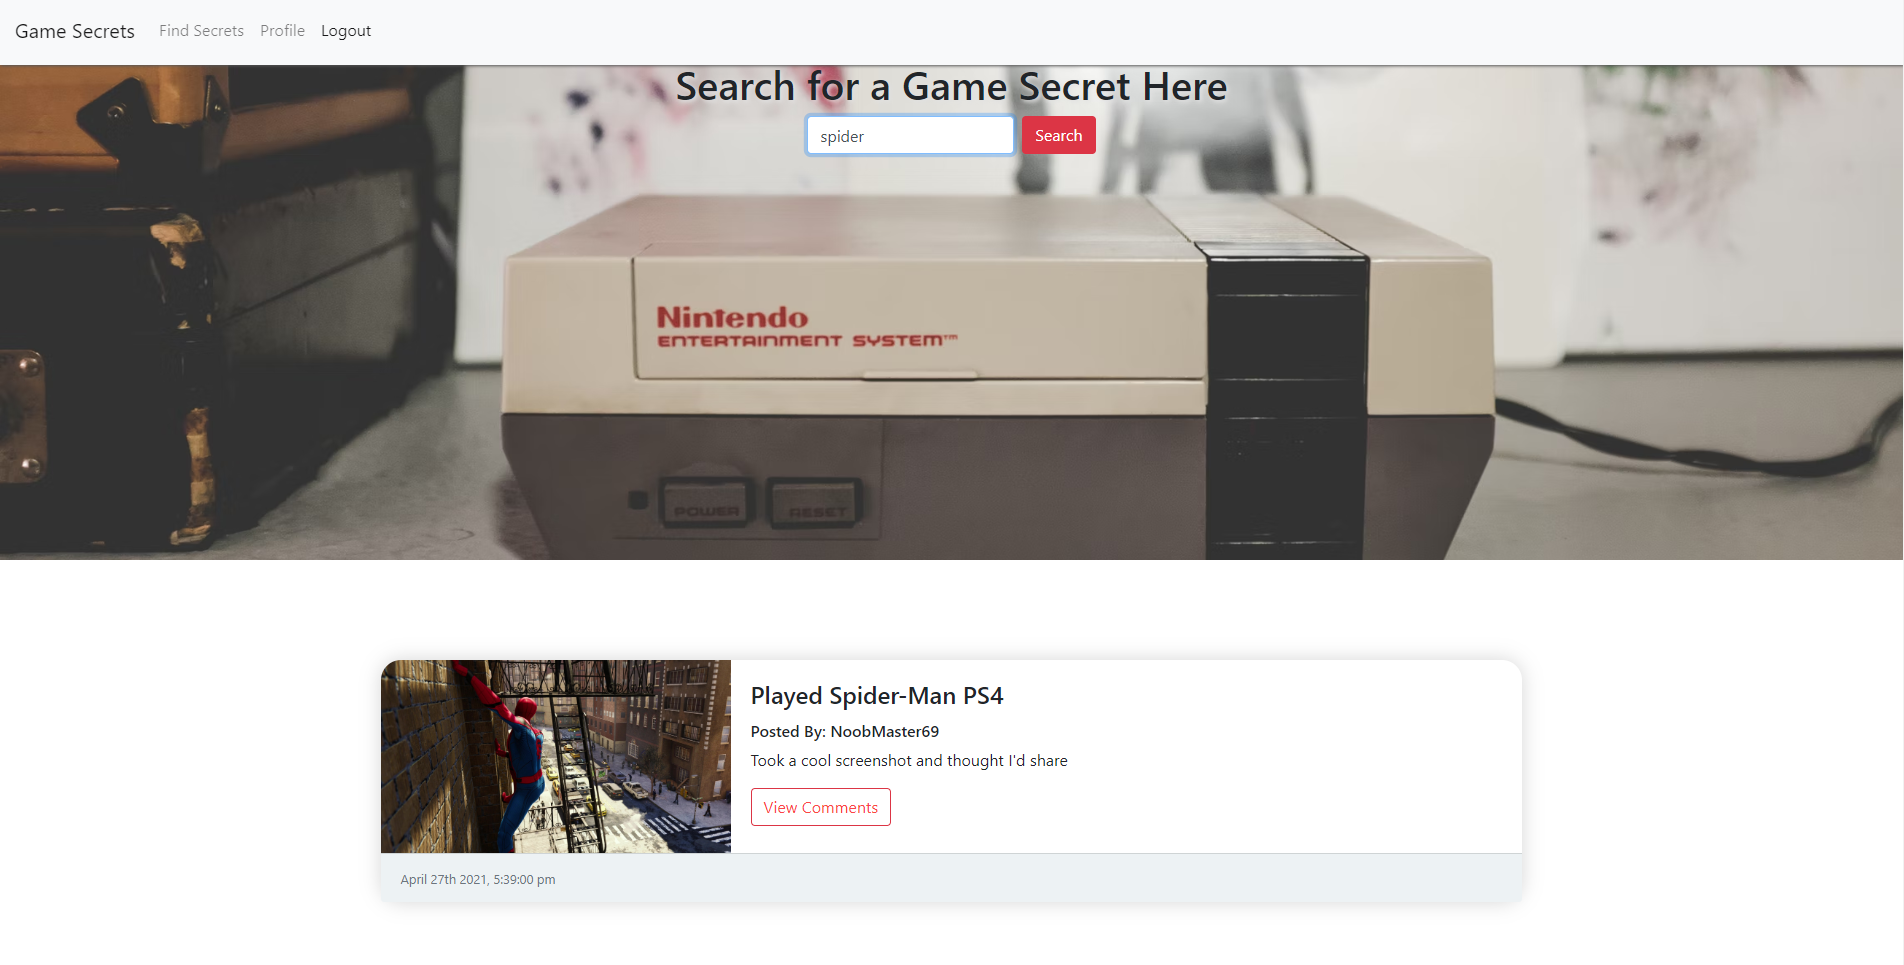 Game Secrets Find Secrets Profile Logout
Search for a Game Secret Here
spider Search
Nintendo
ENTERTAINMENT SYSTEM™
POWER RESET
Played Spider-Man PS4
Posted By: NoobMaster69
Took a cool screenshot and thought I'd share
View Comments
April 27th 2021, 5:39:00 pm